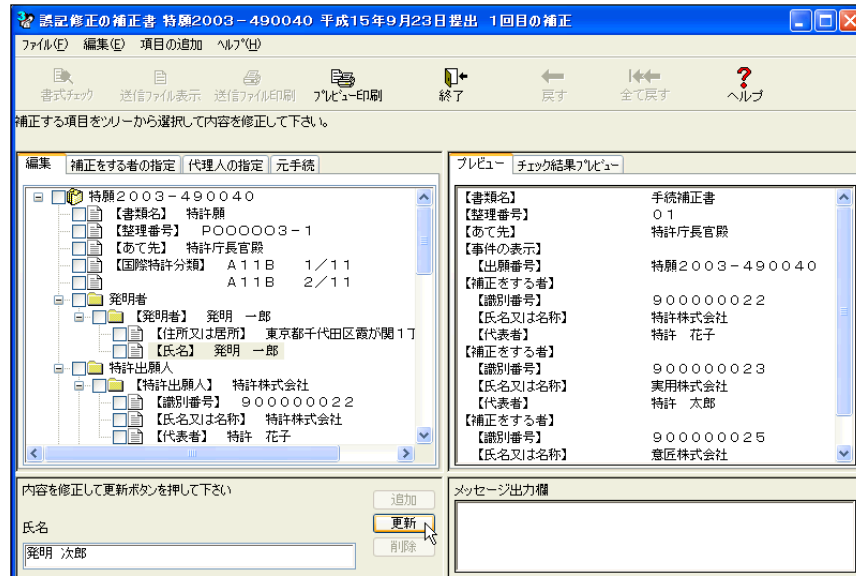 誤記修正の補正書 特願2003-490040 平成15年9月23日提出 1回目の補正
ファイル(F) 編集(E) 項目の追加 ヘルプ(H)
書式チェック 送信ファイル表示 送信ファイル印刷 プレビュー印刷 終了 戻す 全て戻す ヘルプ
補正する項目をツリーから選択して内容を修正して下さい。
編集 補正をする者の指定 代理人の指定 元手続
特願2003-490040
【書類名】 特許願
【整理番号】 PO00003-1
【あて先】 特許庁長官殿
【国際特許分類】 A11B 1/11
A11B 2/11
発明者
【発明者】 発明 一郎
【住所又は居所】 東京都千代田区霞が関1丁
【氏名】 発明 一郎
特許出願人
【特許出願人】 特許株式会社
【識別番号】 900000022
【氏名又は名称】 特許株式会社
【代表者】 特許 花子
プレビュー チェック結果プレビュー
【書類名】 手続補正書
【整理番号】 01
【あて先】 特許庁長官殿
【事件の表示】
【出願番号】 特願2003-490040
【補正をする者】
【識別番号】 900000022
【氏名又は名称】 特許株式会社
【代表者】 特許 花子
【補正をする者】
【識別番号】 900000023
【氏名又は名称】 実用株式会社
【代表者】 特許 太郎
【補正をする者】
【識別番号】 900000025
【氏名又は名称】 意匠株式会社
内容を修正して更新ボタンを押して下さい
追加
氏名
更新
発明 次郎
削除
メッセージ出力欄